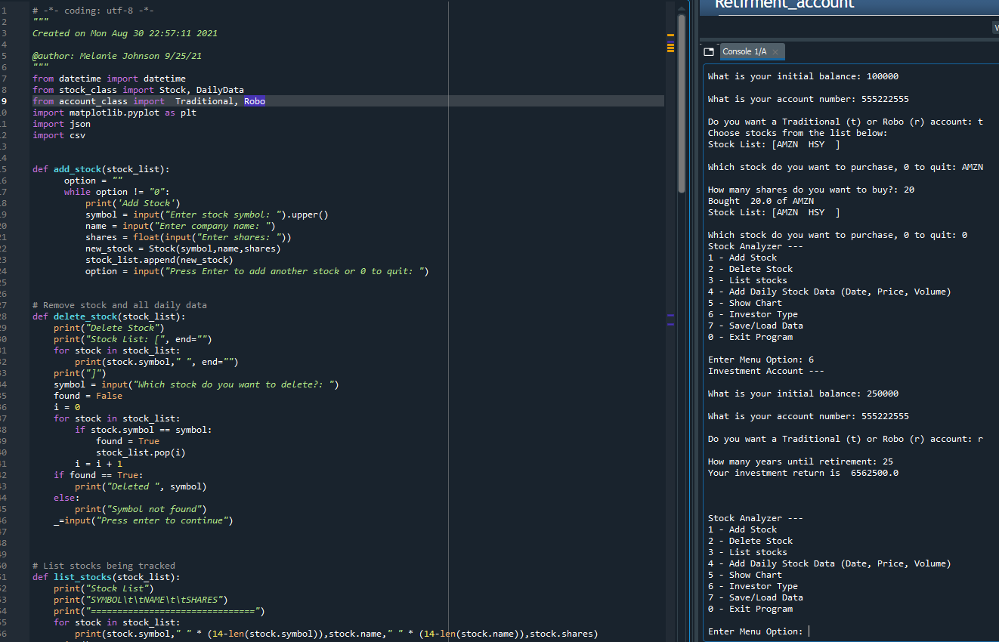 # -*- coding: utf-8 -*-
"""
Created on Mon Aug 30 22:57:11 2021
@author: Melanie Johnson 9/25/21
"""
from datetime import datetime
from stock_class import Stock, DailyData
from account_class import  Traditional, Robo
import matplotlib.pyplot as plt
import json
import csv
def add_stock(stock_list):
option = ""
while option != "0":
print('Add Stock')
symbol = input("Enter stock symbol: ").upper()
name = input("Enter company name: ")
shares = float(input("Enter shares: "))
new_stock = Stock(symbol,name,shares)
stock_list.append(new_stock)
option = input("Press Enter to add another stock or 0 to quit: ")
# Remove stock and all daily data
def delete_stock(stock_list):
print("Delete Stock")
print("Stock List: [", end="")
for stock in stock_list:
print(stock.symbol," ", end="")
print("]")
symbol = input("Which stock do you want to delete?: ")
found = False
i = 0
for stock in stock_list:
if stock.symbol == symbol:
found = True
stock_list.pop(i)
i = i + 1
if found == True:
print("Deleted ", symbol)
else:
print("Symbol not found")
_=input("Press enter to continue")
# List stocks being tracked
def list_stocks(stock_list):
print("Stock List")
print("SYMBOL\t\tNAME\t\tSHARES")
print("===============================")
for stock in stock_list:
print(stock.symbol," " * (14-len(stock.symbol)),stock.name," " * (14-len(stock.name)),stock.shares)
Retirment_account
Console 1/A
What is your initial balance: 100000
What is your account number: 555222555
Do you want a Traditional (t) or Robo (r) account: t
Choose stocks from the list below:
Stock List: [AMZN  HSY  ]
Which stock do you want to purchase, 0 to quit: AMZN
How many shares do you want to buy?: 20
Bought  20.0 of AMZN
Stock List: [AMZN  HSY  ]
Which stock do you want to purchase, 0 to quit: 0
Stock Analyzer ---
1 - Add Stock
2 - Delete Stock
3 - List stocks
4 - Add Daily Stock Data (Date, Price, Volume)
5 - Show Chart
6 - Investor Type
7 - Save/Load Data
0 - Exit Program
Enter Menu Option: 6
Investment Account ---
What is your initial balance: 250000
What is your account number: 555222555
Do you want a Traditional (t) or Robo (r) account: r
How many years until retirement: 25
Your investment return is  6562500.0
Stock Analyzer ---
1 - Add Stock
2 - Delete Stock
3 - List stocks
4 - Add Daily Stock Data (Date, Price, Volume)
5 - Show Chart
6 - Investor Type
7 - Save/Load Data
0 - Exit Program
Enter Menu Option: